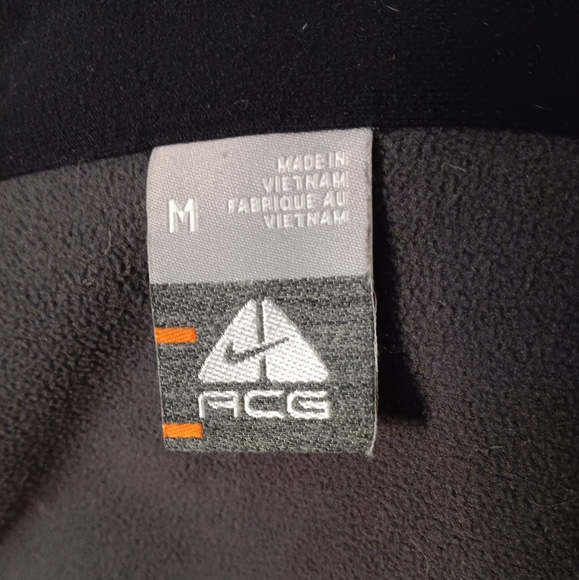 M
MADE IN
VIETNAM
FABRIQUE AU
VIETNAM
ACG